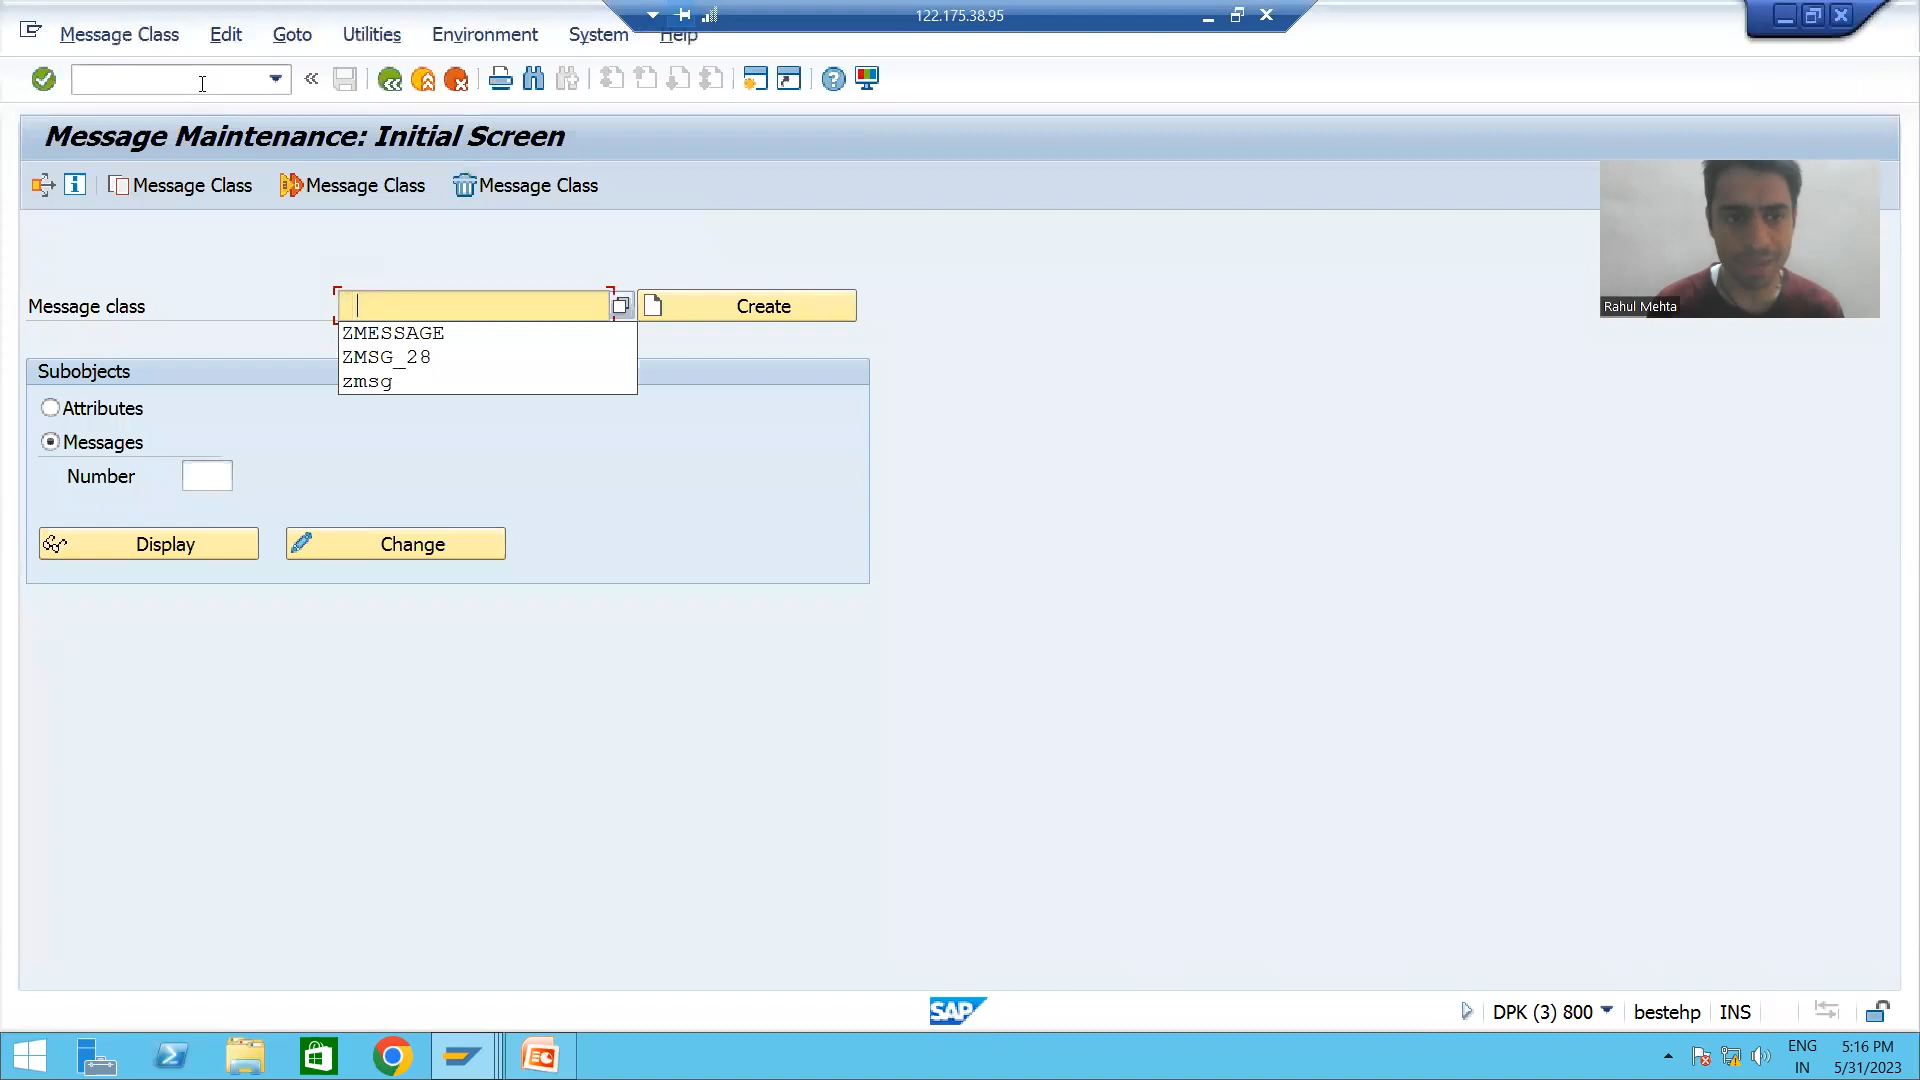 122.175.38.95
Message Class Edit Goto Utilities Environment System Help
Message Maintenance: Initial Screen
Message Class Message Class Message Class
Rahul Mehta
Message class Create
ZMESSAGE
ZMSG_28
zmsg
Subobjects
Attributes
Messages
Number
Display Change
SAP
DPK (3) 800 bestehp INS
ENG 5:16 PM
IN 5/31/2023